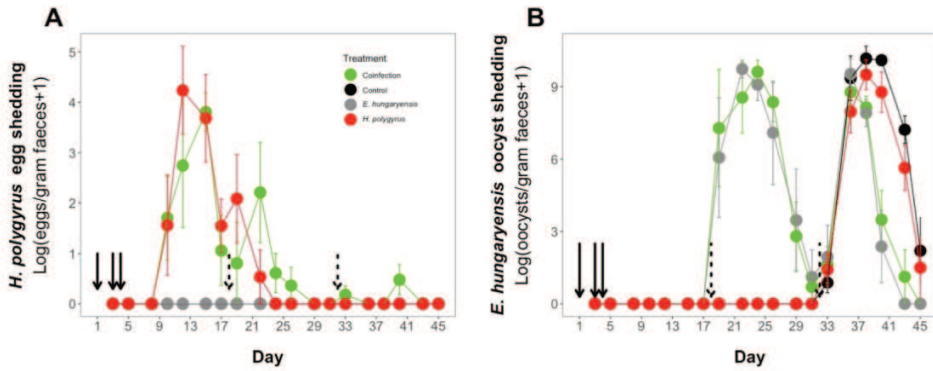 A
H. polygyrus egg shedding
Log(eggs/gram faeces+1)
5
4
3
2
1
0
Treatment
Coinfection
Control
E. hungaryensis
H. polygyrus
1 5 9 13 17 21 25 29 33 37 41 45
Day
B
E. hungaryensis oocyst shedding
Log(oocysts/gram faeces+1)
9
6
3
0
1 5 9 13 17 21 25 29 33 37 41 45
Day